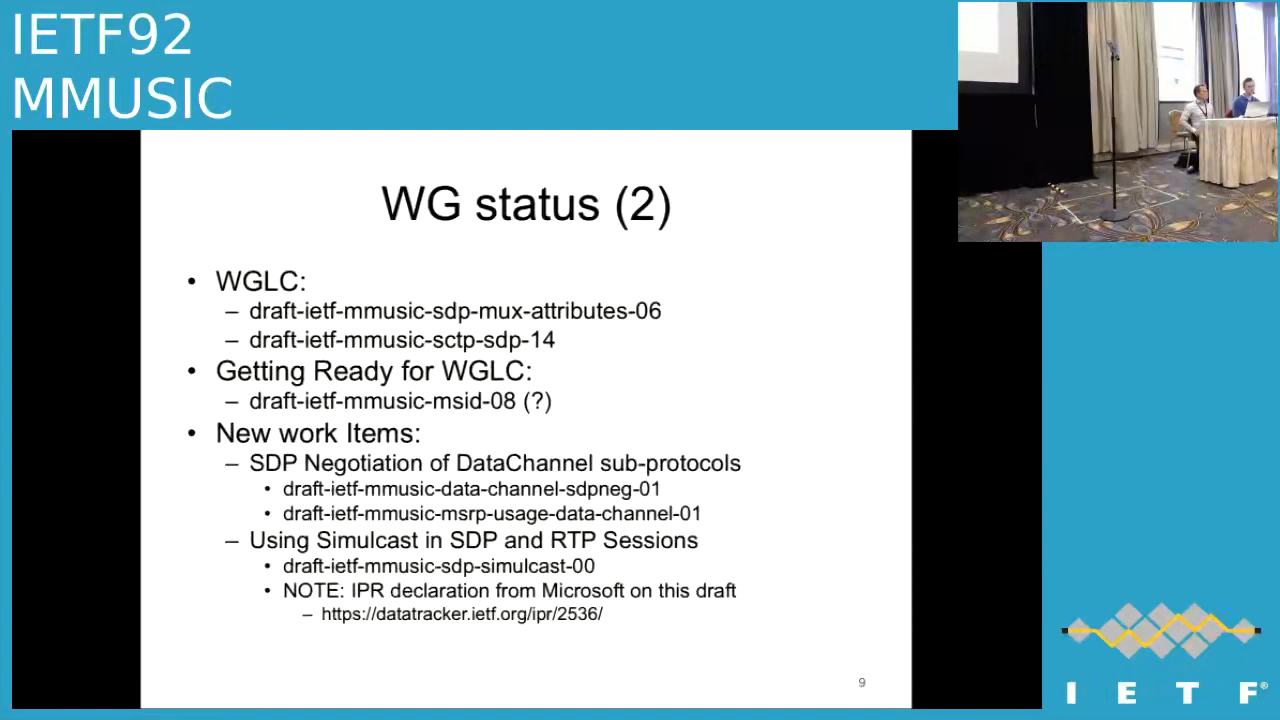 IETF92
MMUSIC
WG status (2)
• WGLC:
– draft-ietf-mmusic-sdp-mux-attributes-06
– draft-ietf-mmusic-sctp-sdp-14
• Getting Ready for WGLC:
– draft-ietf-mmusic-msid-08 (?)
• New work Items:
– SDP Negotiation of DataChannel sub-protocols
• draft-ietf-mmusic-data-channel-sdpneg-01
• draft-ietf-mmusic-msrp-usage-data-channel-01
– Using Simulcast in SDP and RTP Sessions
• draft-ietf-mmusic-sdp-simulcast-00
• NOTE: IPR declaration from Microsoft on this draft
– https://datatracker.ietf.org/ipr/2536/
9
I E T F®